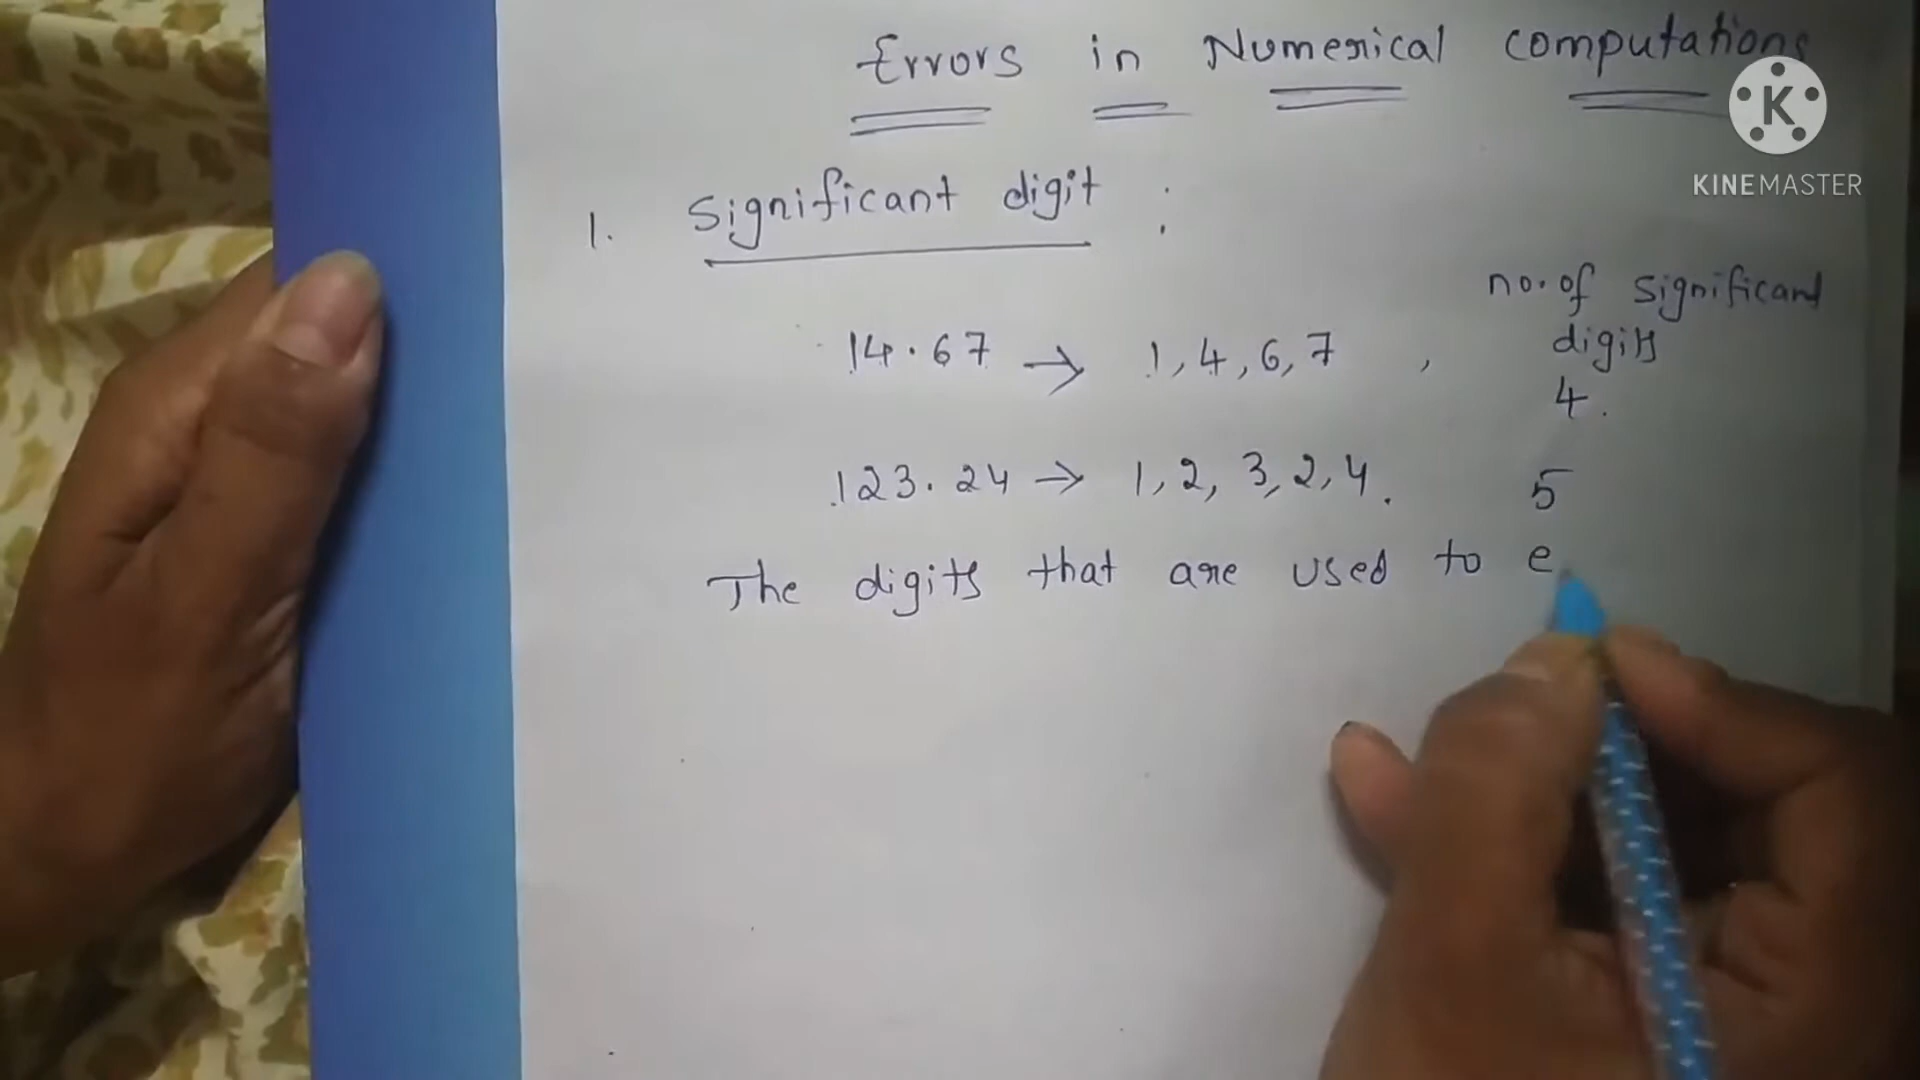 Errors in Numerical computations
KINEMASTER
1. Significant digit :
no. of significant
digits
14.67 → 1, 4, 6, 7 ,
4.
123.24 → 1, 2, 3, 2, 4. 5
The digits that are used to e